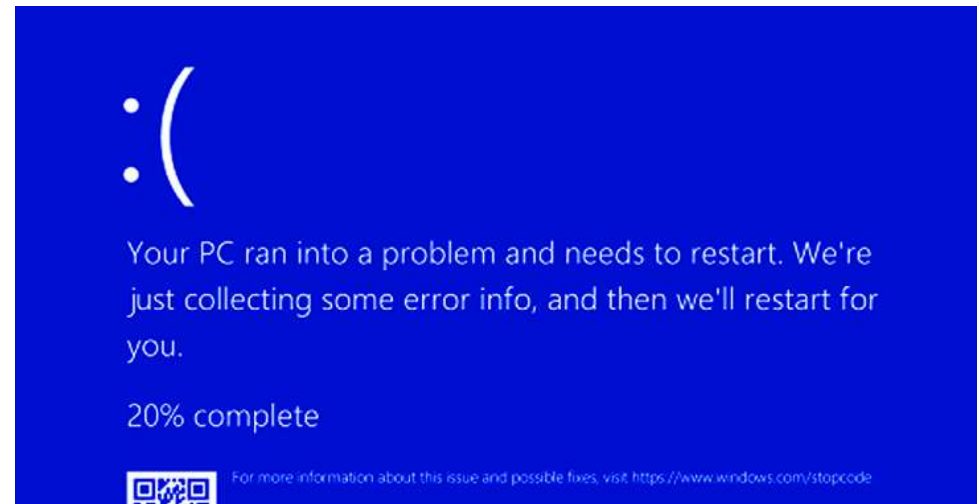 :(
Your PC ran into a problem and needs to restart. We're
just collecting some error info, and then we'll restart for
you.
20% complete
For more information about this issue and possible fixes, visit https://www.windows.com/stopcode